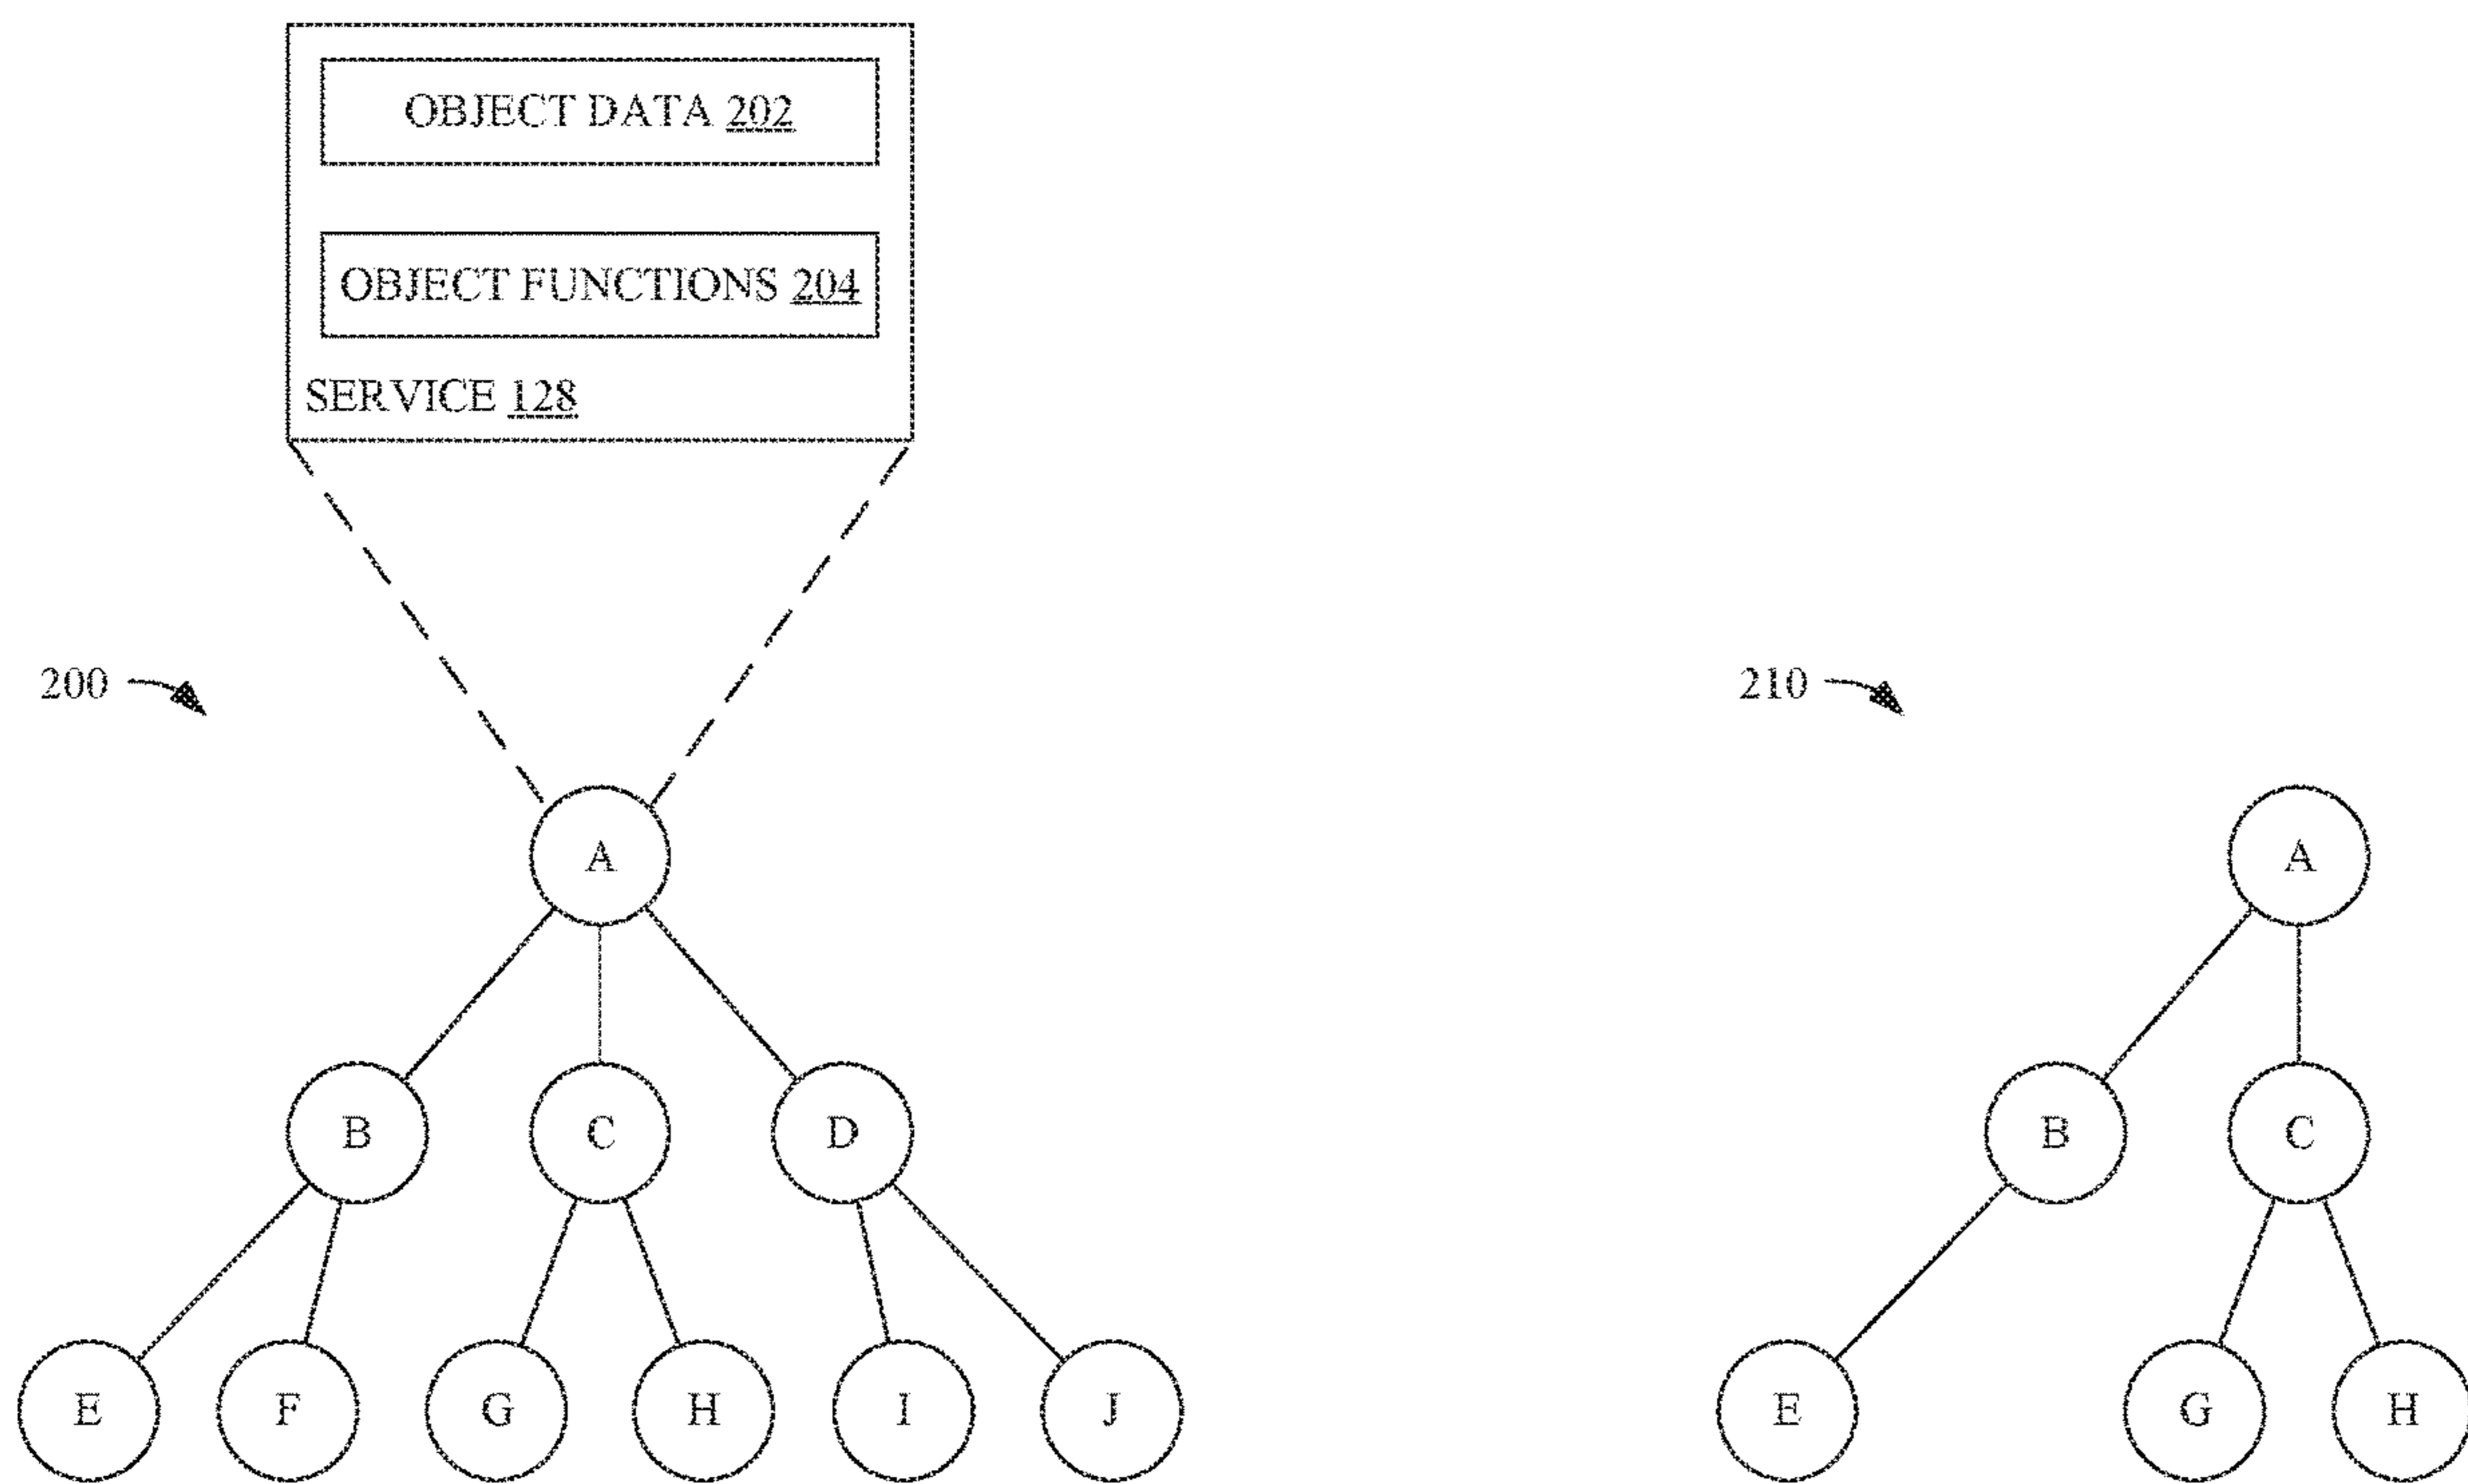 OBJECT DATA 202
OBJECT FUNCTIONS 204
SERVICE 128
200
210
A
A
B
C
D
B
C
E
F
G
H
I
J
E
G
H